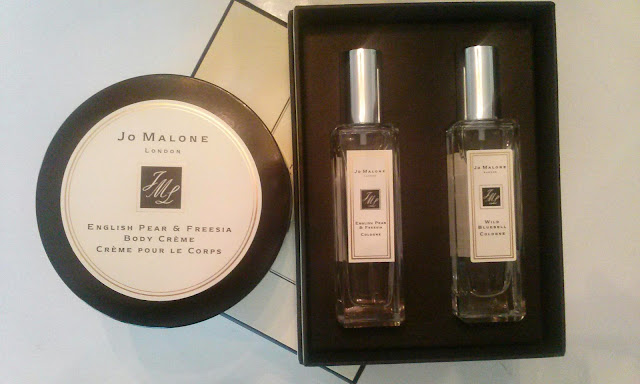 JO MALONE
LONDON
JML
ENGLISH PEAR & FREESIA
BODY CRÈME
CRÈME POUR LE CORPS
JO MALONE
LONDON
JML
ENGLISH PEAR
& FREESIA
COLOGNE
JO MALONE
LONDON
JML
WILD
BLUEBELL
COLOGNE